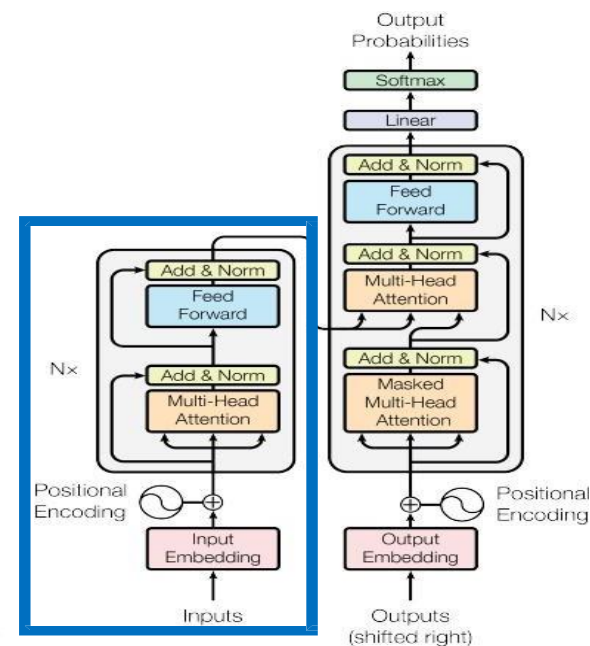 Output
Probabilities
Softmax
Linear
Add & Norm
Feed
Forward
Add & Norm
Multi-Head
Attention
Nx
Add & Norm
Masked
Multi-Head
Attention
Positional
Encoding
Output
Embedding
Outputs
(shifted right)
Add & Norm
Feed
Forward
Nx
Add & Norm
Multi-Head
Attention
Positional
Encoding
Input
Embedding
Inputs